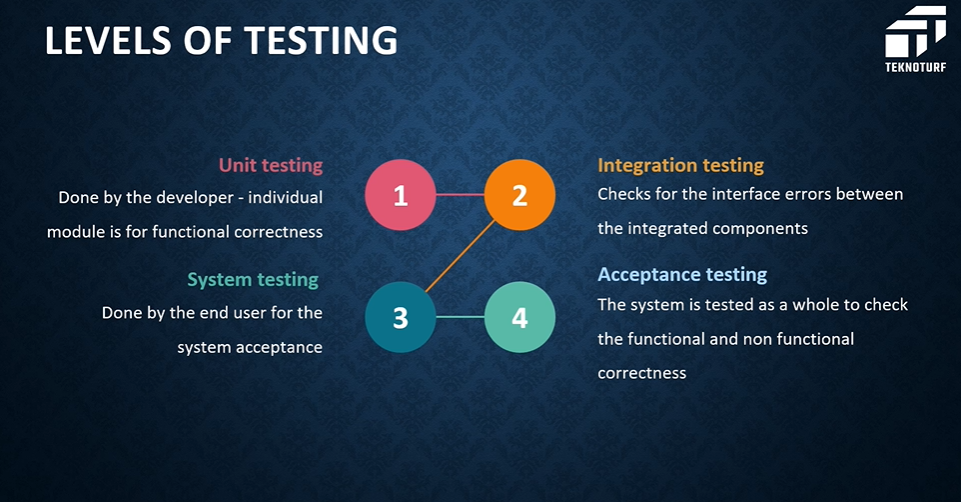 LEVELS OF TESTING
TEKNOTURF
Unit testing
Done by the developer - individual
module is for functional correctness
1
2
Integration testing
Checks for the interface errors between
the integrated components
System testing
Done by the end user for the
system acceptance
3
4
Acceptance testing
The system is tested as a whole to check
the functional and non functional
correctness